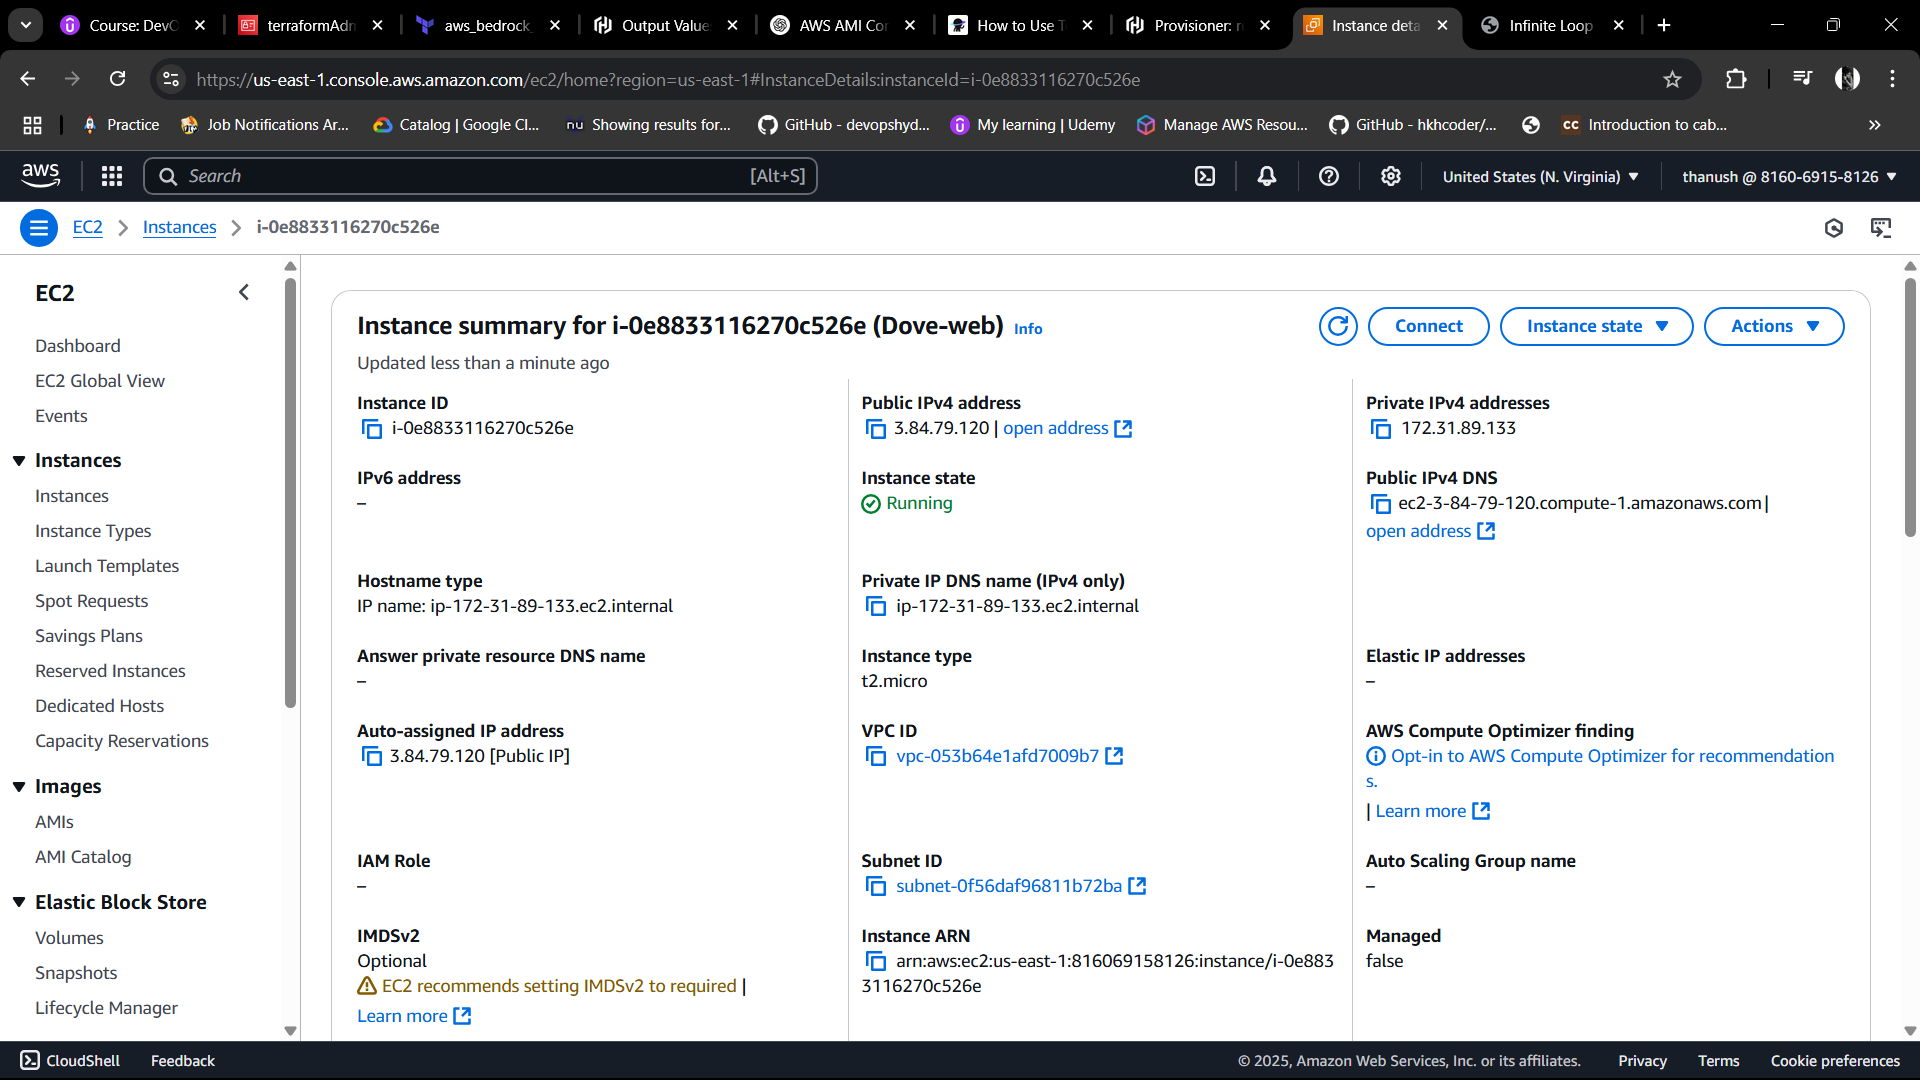 Course: DevO
terraformAdm
aws_bedrock_
Output Value
AWS AMI Co
How to Use T
Provisioner: r
Instance deta
Infinite Loop
https://us-east-1.console.aws.amazon.com/ec2/home?region=us-east-1#InstanceDetails:instanceId=i-0e8833116270c526e
Practice
Job Notifications Ar...
Catalog | Google Cl...
nu Showing results for...
GitHub - devopshyd...
My learning | Udemy
Manage AWS Resou...
GitHub - hkhcoder/...
CC Introduction to cab...
aws
Search [Alt+S]
United States (N. Virginia)
thanush @ 8160-6915-8126
EC2
Instances
i-0e8833116270c526e
EC2
Dashboard
EC2 Global View
Events
Instances
Instances
Instance Types
Launch Templates
Spot Requests
Savings Plans
Reserved Instances
Dedicated Hosts
Capacity Reservations
Images
AMIs
AMI Catalog
Elastic Block Store
Volumes
Snapshots
Lifecycle Manager
Instance summary for i-0e8833116270c526e (Dove-web) Info
Updated less than a minute ago
Connect
Instance state
Actions
Instance ID
i-0e8833116270c526e
Public IPv4 address
3.84.79.120 | open address
Private IPv4 addresses
172.31.89.133
IPv6 address
–
Instance state
Running
Public IPv4 DNS
ec2-3-84-79-120.compute-1.amazonaws.com |
open address
Hostname type
IP name: ip-172-31-89-133.ec2.internal
Private IP DNS name (IPv4 only)
ip-172-31-89-133.ec2.internal
Answer private resource DNS name
–
Instance type
t2.micro
Elastic IP addresses
–
Auto-assigned IP address
3.84.79.120 [Public IP]
VPC ID
vpc-053b64e1afd7009b7
AWS Compute Optimizer finding
Opt-in to AWS Compute Optimizer for recommendation
s.
| Learn more
IAM Role
–
Subnet ID
subnet-0f56daf96811b72ba
Auto Scaling Group name
–
IMDSv2
Optional
EC2 recommends setting IMDSv2 to required |
Learn more
Instance ARN
arn:aws:ec2:us-east-1:816069158126:instance/i-0e883
3116270c526e
Managed
false
CloudShell
Feedback
© 2025, Amazon Web Services, Inc. or its affiliates.
Privacy
Terms
Cookie preferences